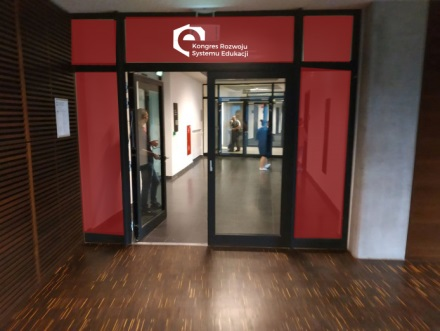 Kongres Rozwoju
Systemu Edukacji